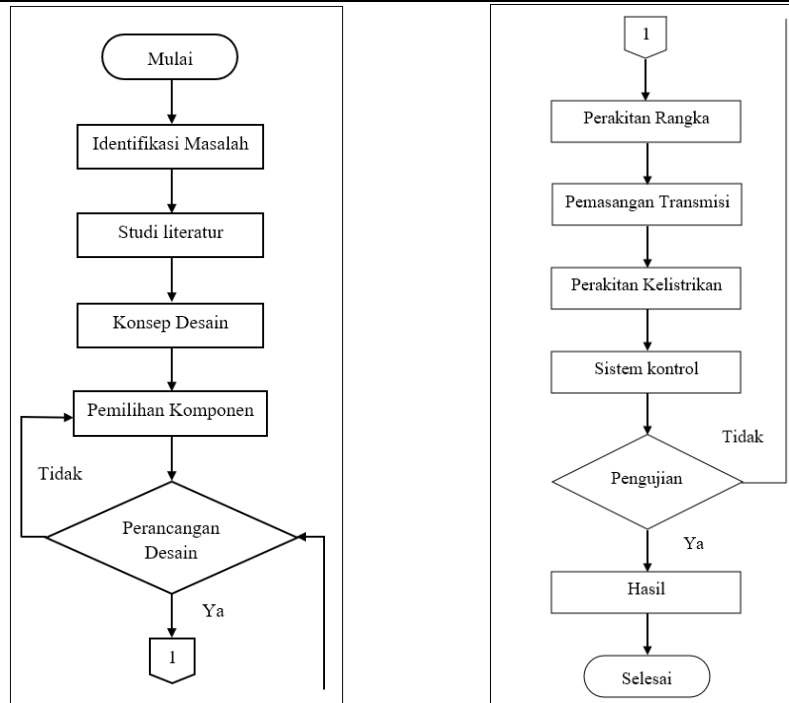 Mulai
Identifikasi Masalah
Studi literatur
Konsep Desain
Pemilihan Komponen
Tidak
Perancangan
Desain
Ya
1
1
Perakitan Rangka
Pemasangan Transmisi
Perakitan Kelistrikan
Sistem kontrol
Tidak
Pengujian
Ya
Hasil
Selesai